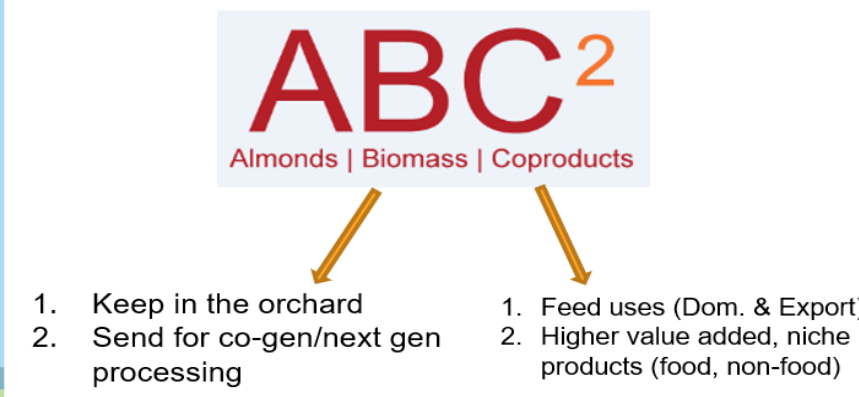 ABC²
Almonds | Biomass | Coproducts
1. Keep in the orchard
2. Send for co-gen/next gen
processing
1. Feed uses (Dom. & Export)
2. Higher value added, niche
products (food, non-food)